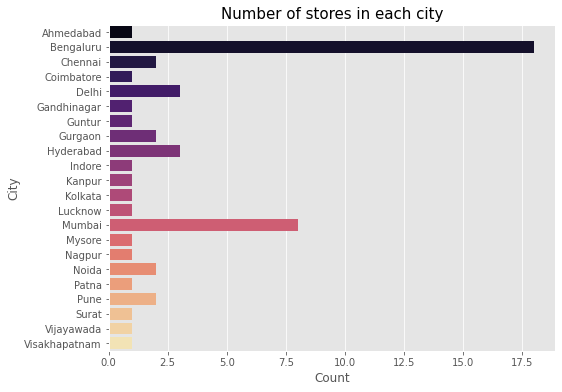 Number of stores in each city
City
Ahmedabad
Bengaluru
Chennai
Coimbatore
Delhi
Gandhinagar
Guntur
Gurgaon
Hyderabad
Indore
Kanpur
Kolkata
Lucknow
Mumbai
Mysore
Nagpur
Noida
Patna
Pune
Surat
Vijayawada
Visakhapatnam
0.0 2.5 5.0 7.5 10.0 12.5 15.0 17.5
Count